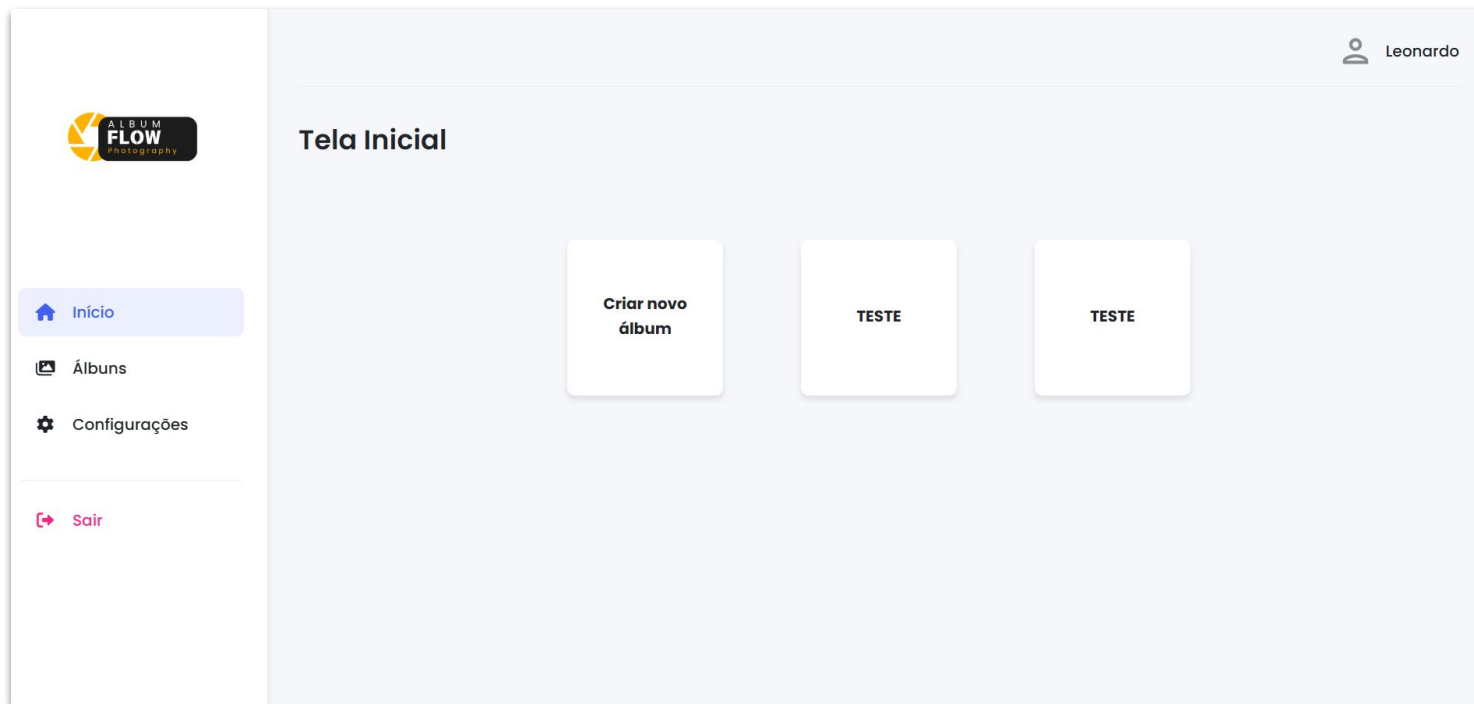 ALBUM
FLOW
Photography
Início
Álbuns
Configurações
Sair
Leonardo
Tela Inicial
Criar novo
álbum
TESTE
TESTE